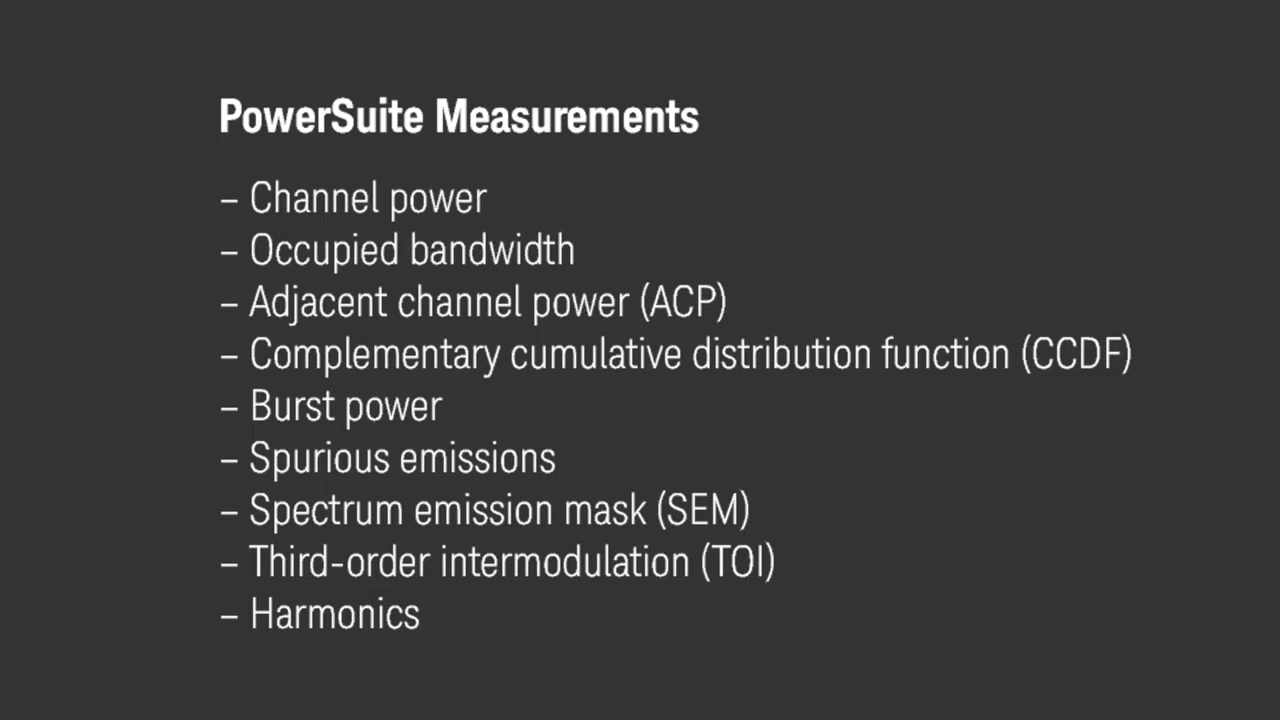 PowerSuite Measurements
– Channel power
– Occupied bandwidth
– Adjacent channel power (ACP)
– Complementary cumulative distribution function (CCDF)
– Burst power
– Spurious emissions
– Spectrum emission mask (SEM)
– Third-order intermodulation (TOI)
– Harmonics